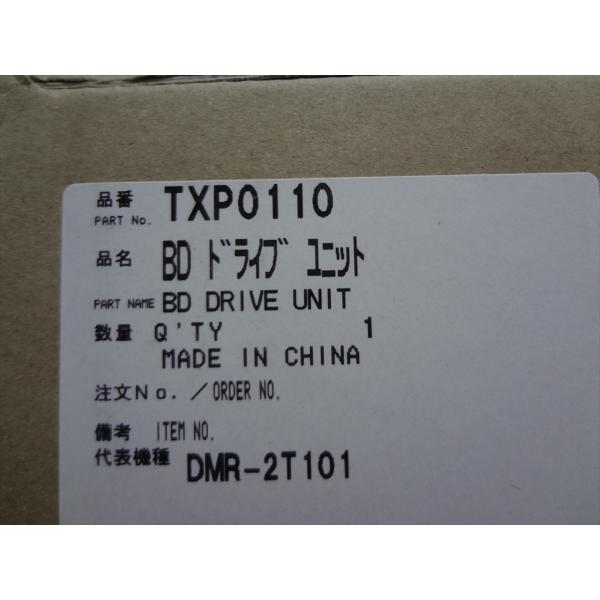 品番 TXP0110
PART No.
品名 BD ﾄﾞﾗｲﾌﾞ ﾕﾆｯﾄ
PART NAME BD DRIVE UNIT
数量 Q'TY 1
MADE IN CHINA
注文No. / ORDER NO.
備考 ITEM NO.
代表機種 DMR-2T101